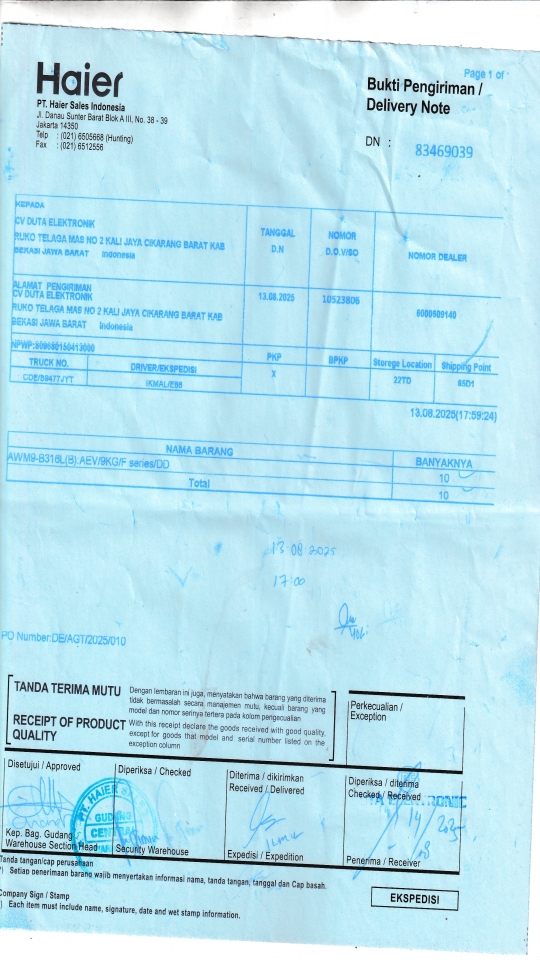 Haier
PT. Haier Sales Indonesia
Jl. Danau Sunter Barat Blok A III, No. 38 - 39
Jakarta 14350
Telp : (021) 6505668 (Hunting)
Fax : (021) 6512556
Page 1 of
Bukti Pengiriman /
Delivery Note
DN : 83469039
KEPADA
CV DUTA ELEKTRONIK
RUKO TELAGA MAS NO 2 KALI JAYA CIKARANG BARAT KAB
BEKASI JAWA BARAT Indonesia
TANGGAL
D.N
NOMOR
D.O.V/SO
NOMOR DEALER
ALAMAT PENGIRIMAN
CV DUTA ELEKTRONIK
RUKO TELAGA MAS NO 2 KALI JAYA CIKARANG BARAT KAB
BEKASI JAWA BARAT Indonesia
13.08.2025
10523806
TRUCK NO. DRIVER/EKSPEDISI
PKP BPKP Storege Location Shipping Point
X 22TD 85D1
13.08.2025(17:59:24)
NAMA BARANG BANYAKNYA
AWM9-B316L(B):AEV/9KG/F series/DD 10
Total 10
13 08 2025
17:00
PO Number:DE/AGT/2025/010
TANDA TERIMA MUTU
Dengan lembaran ini juga, menyatakan bahwa barang yang diterima
tidak bermasalah secara manajemen mutu, kecuali barang yang
model dan nomor serinya tertera pada kolom pengecualian
RECEIPT OF PRODUCT
QUALITY
With this receipt declare the goods received with good quality,
except for goods that model and serial number listed on the
exception column
Perkecualian /
Exception
Disetujui / Approved
Diperiksa / Checked
Diterima / dikirimkan
Received / Delivered
Diperiksa / diterima
Checked / Received
PT. HAIER
GUDANG
Kep. Bag. Gudang
Warehouse Section Head
Security Warehouse
Expedisi / Expedition
Penerima / Receiver
Tanda tangan/cap perusahaan
*) Setiap penerimaan barang wajib menyertakan informasi nama, tanda tangan, tanggal dan Cap basah.
Company Sign / Stamp
) Each item must include name, signature, date and wet stamp information.
EKSPEDISI